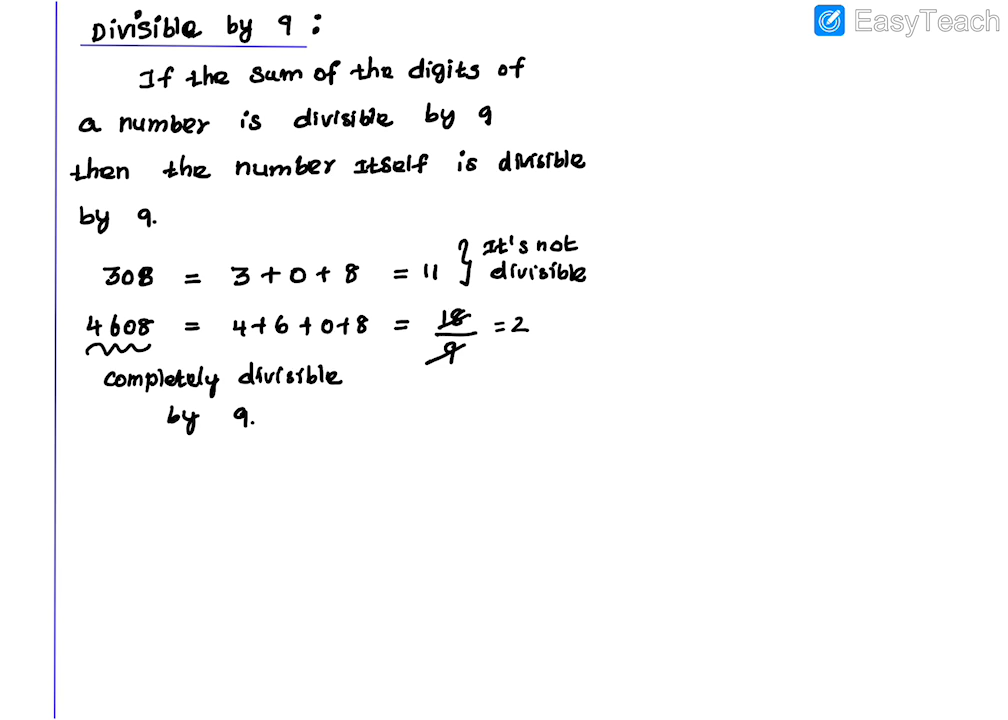 EasyTeach
Divisible by 9 :
If the sum of the digits of
a number is divisible by 9
then the number itself is divisible
by 9.
308 = 3 + 0 + 8 = 11 } It's not divisible
4608 = 4+6+0+8 = 18/9 = 2
completely divisible
by 9.